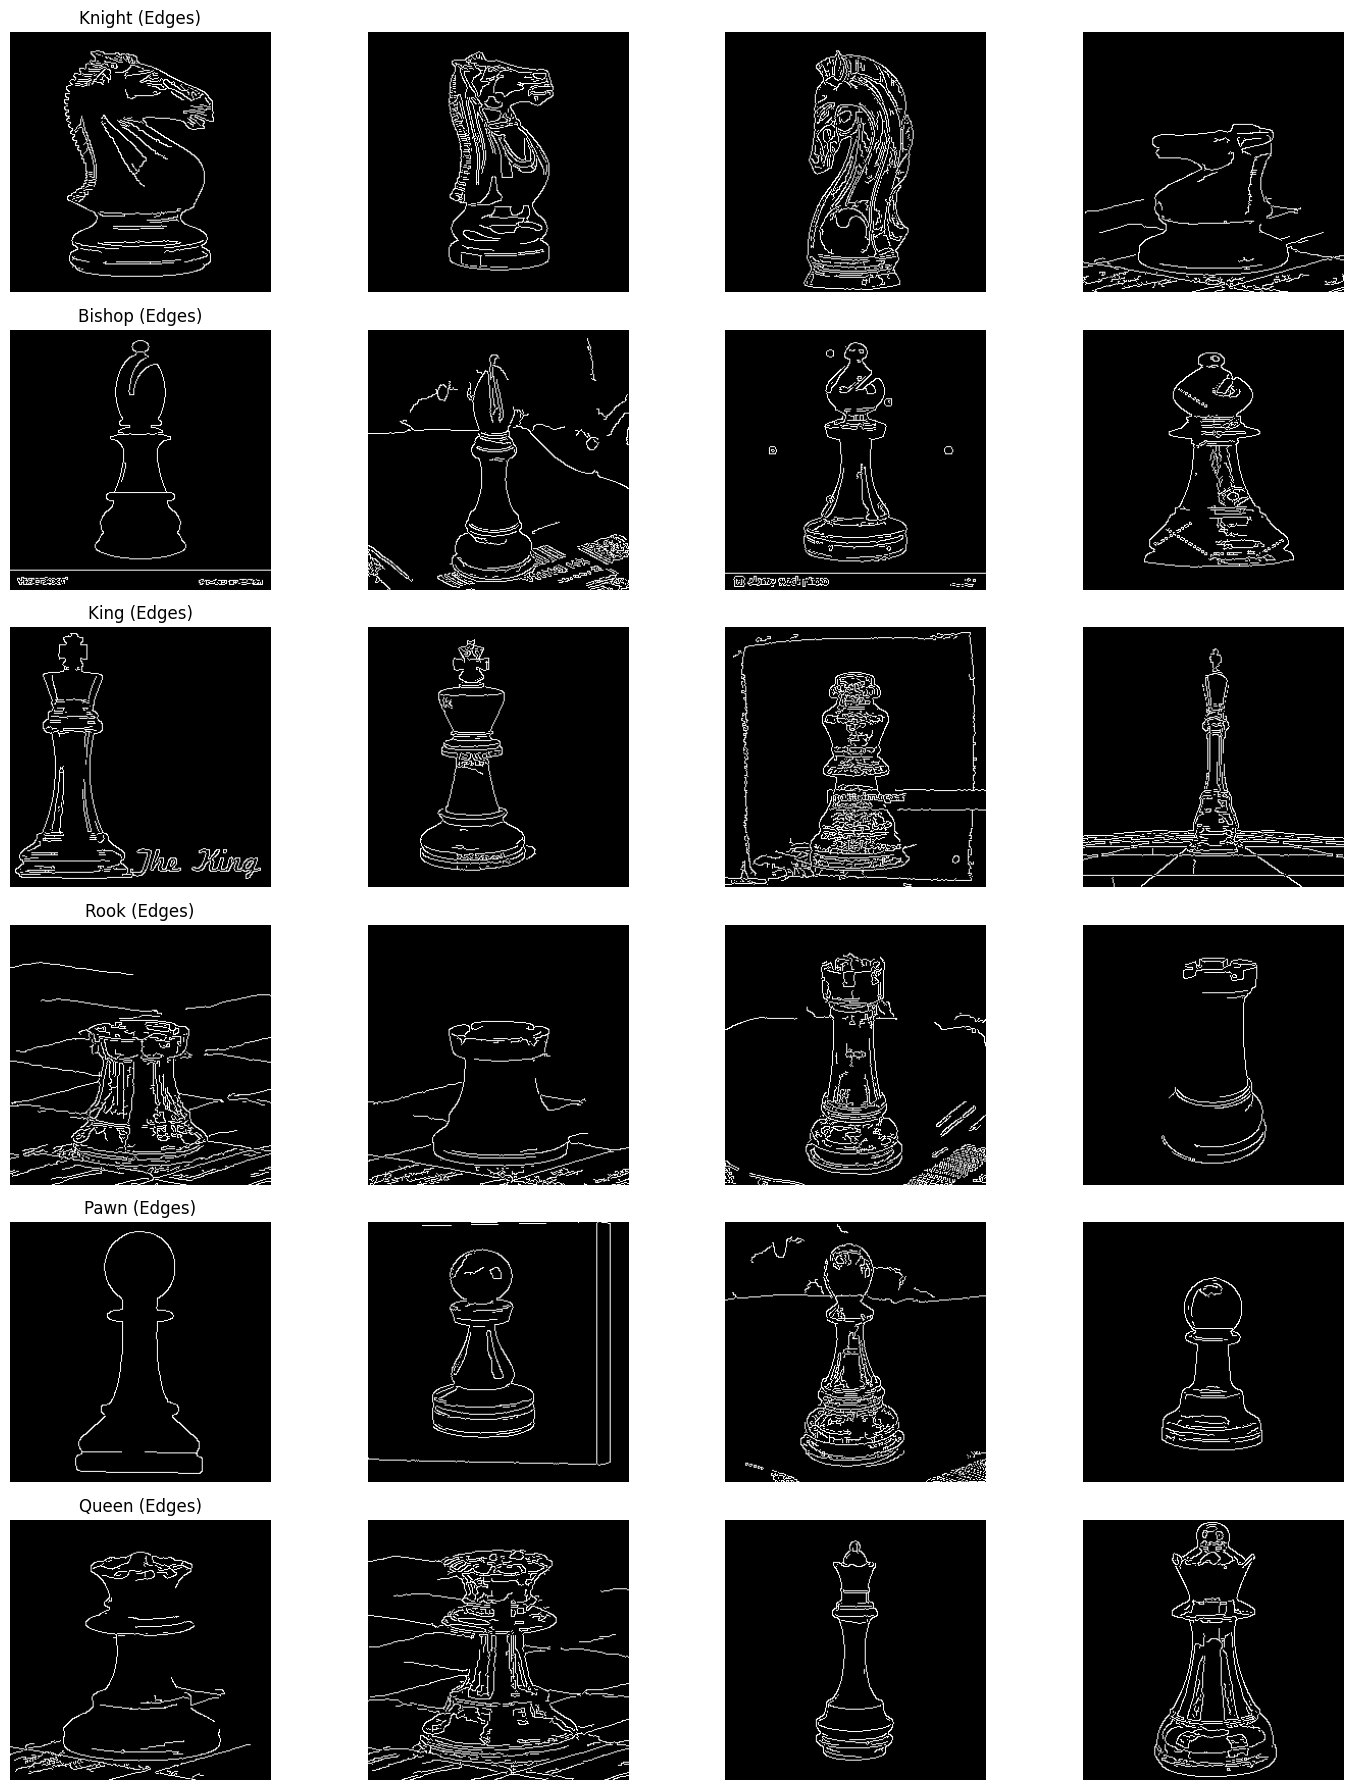 Knight (Edges)
Bishop (Edges)
King (Edges)
The King
Rook (Edges)
Pawn (Edges)
Queen (Edges)